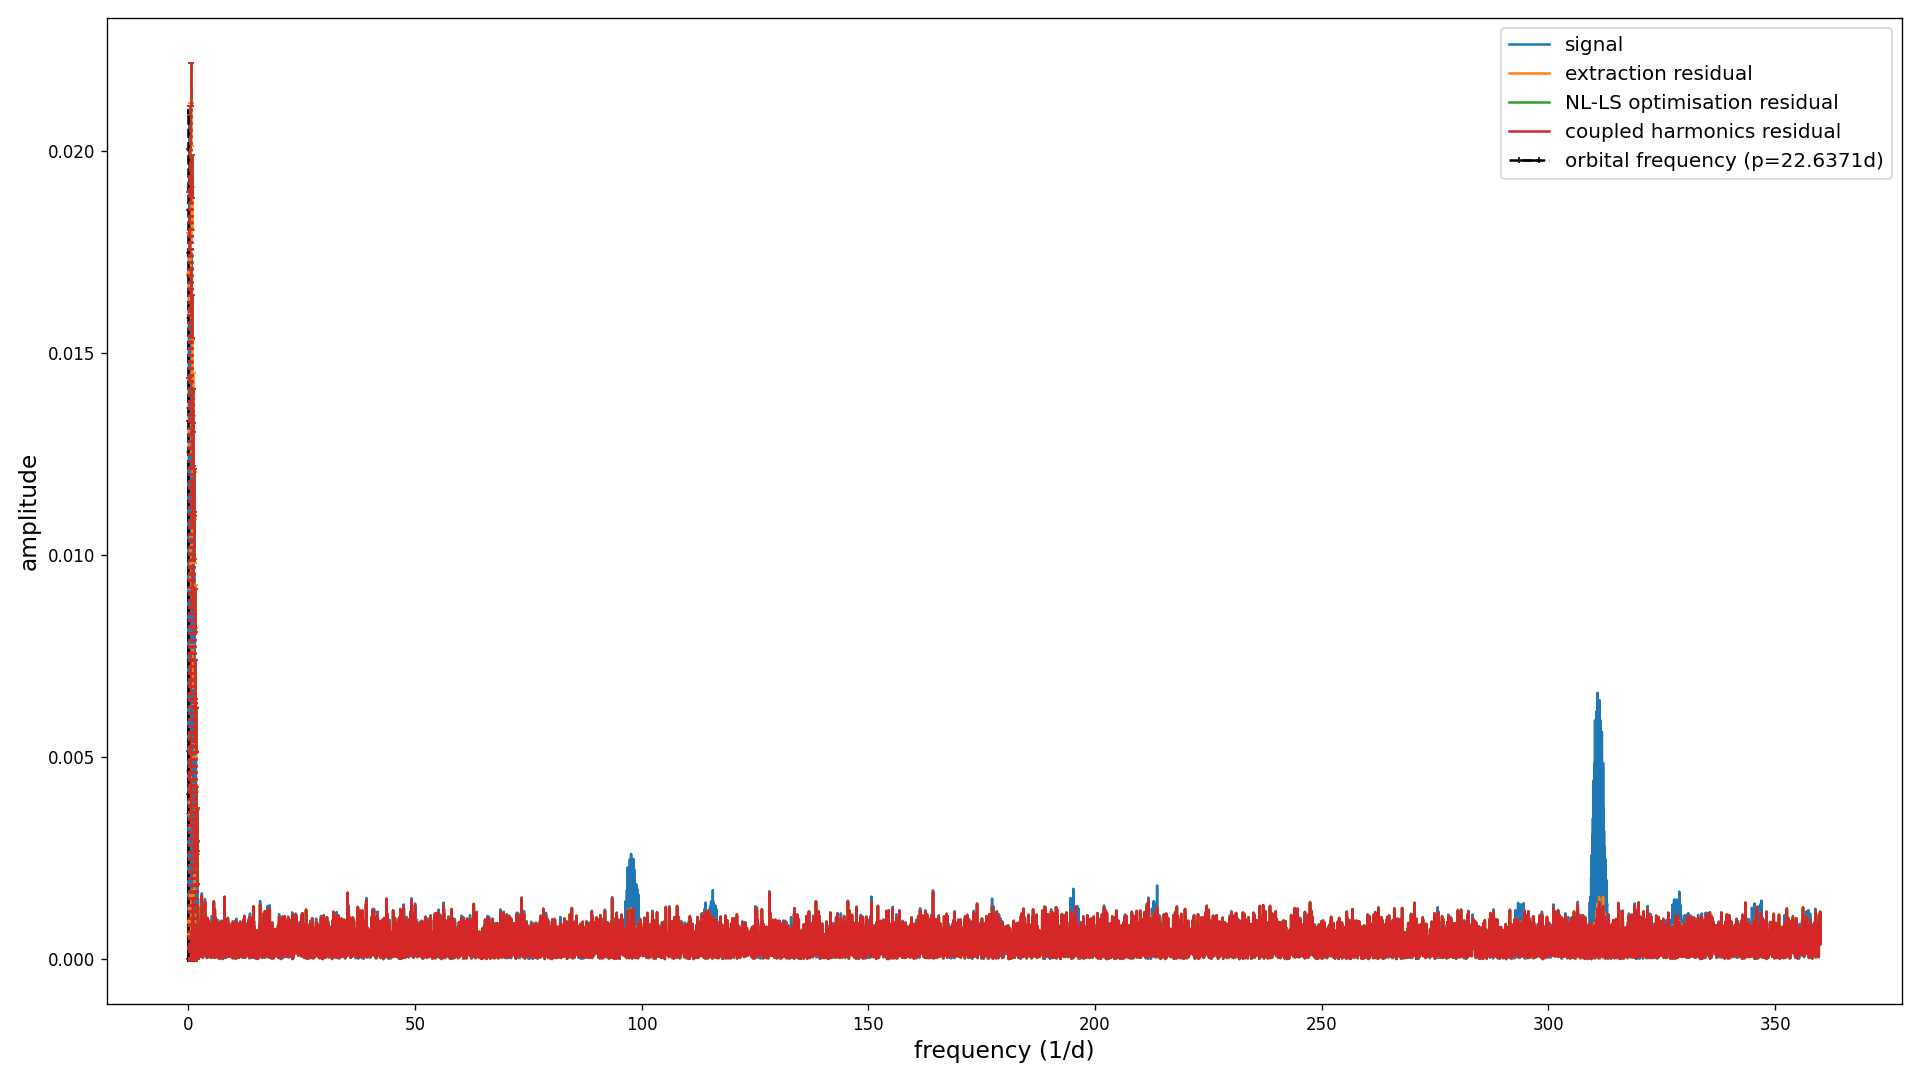 signal
extraction residual
NL-LS optimisation residual
coupled harmonics residual
orbital frequency (p=22.6371d)
0.020
0.015
0.010
0.005
0.000
amplitude
0 50 100 150 200 250 300 350
frequency (1/d)